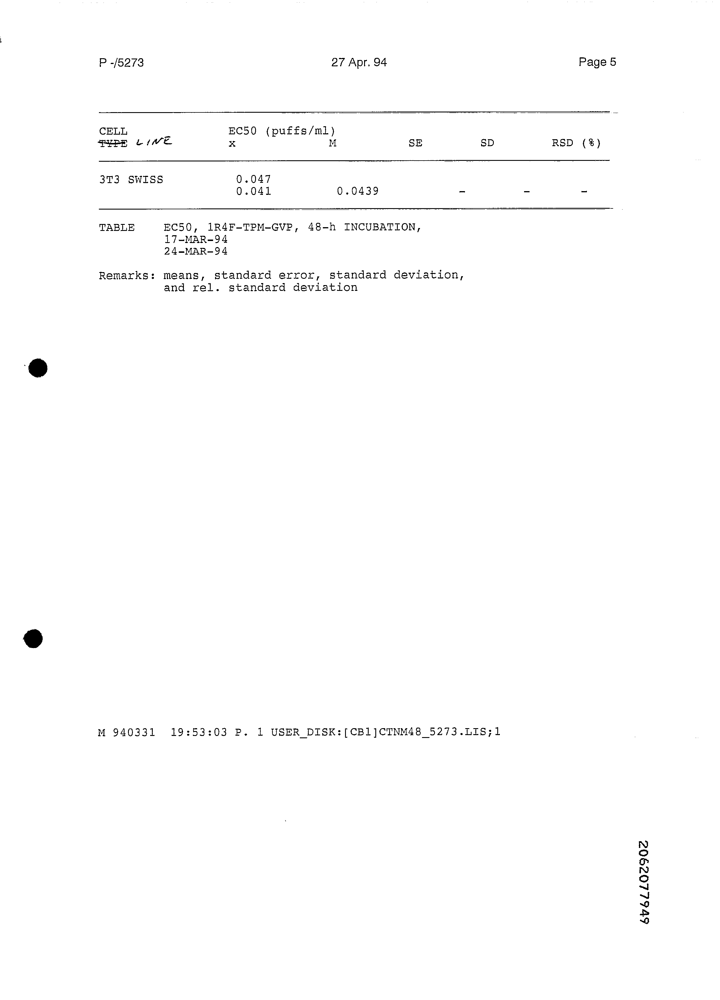 P -/5273 27 Apr. 94 Page 5
CELL EC50 (puffs/ml)
TYPE LINE x M SE SD RSD (%)
3T3 SWISS 0.047
0.041 0.0439 - - -
TABLE EC50, 1R4F-TPM-GVP, 48-h INCUBATION,
17-MAR-94
24-MAR-94
Remarks: means, standard error, standard deviation,
and rel. standard deviation
M 940331 19:53:03 P. 1 USER_DISK:[CB1]CTNM48_5273.LIS;1
2062077949